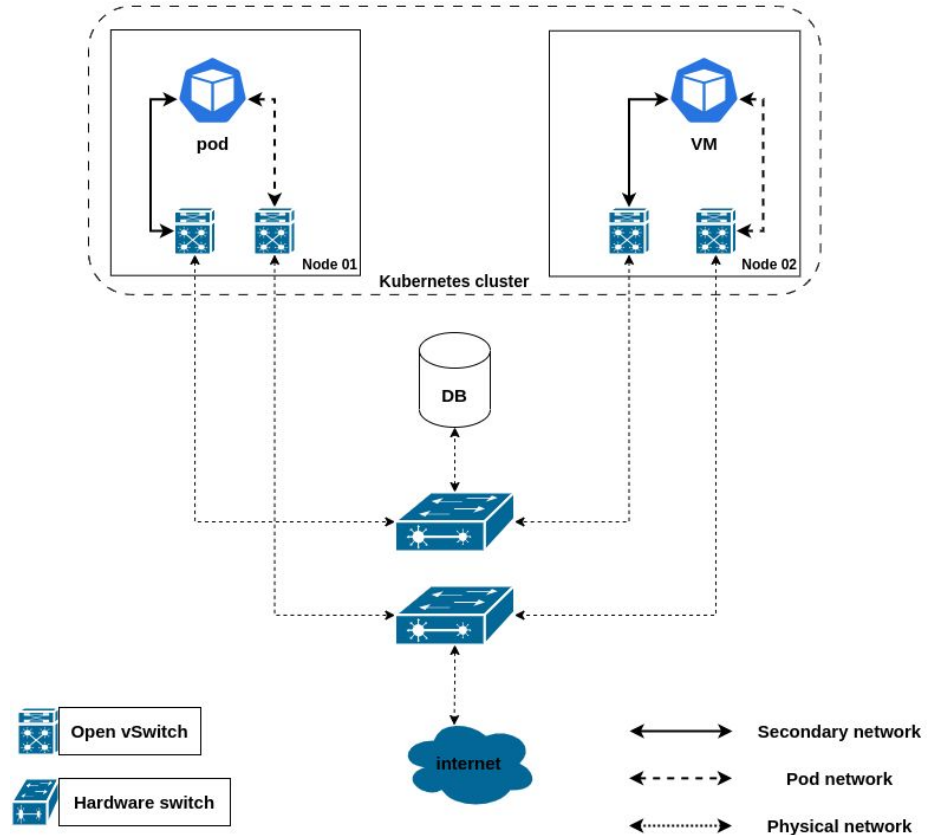 pod
VM
Node 01
Node 02
Kubernetes cluster
DB
internet
Open vSwitch
Hardware switch
Secondary network
Pod network
Physical network